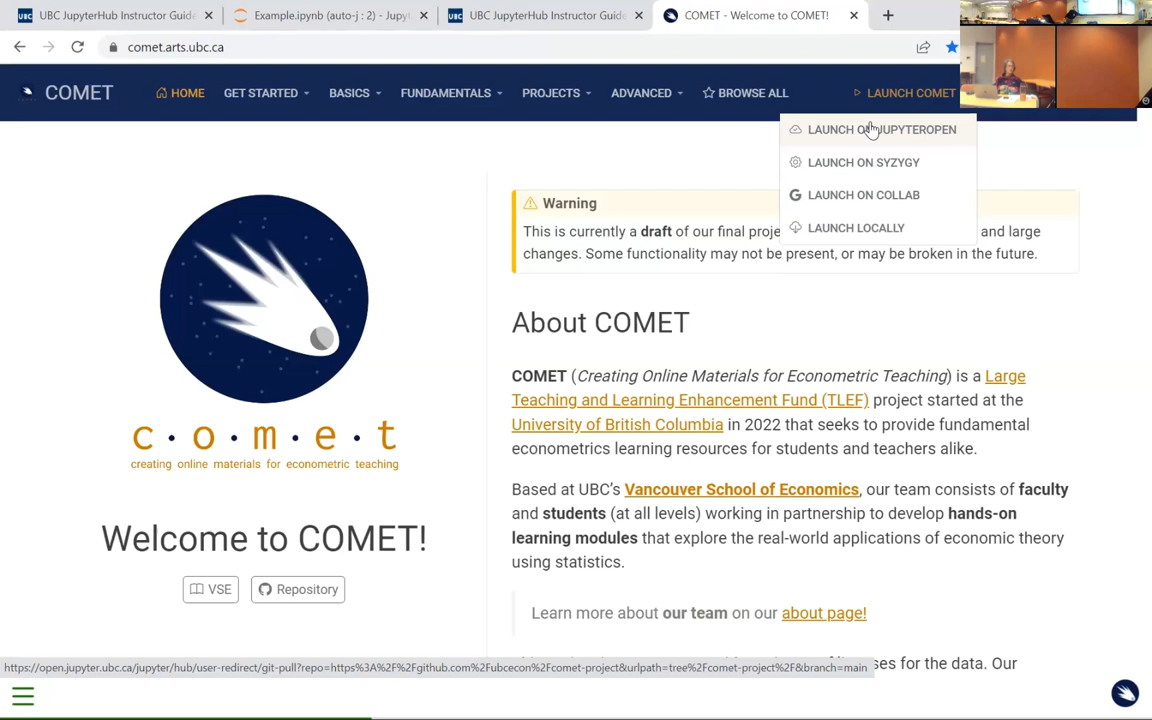 UBC JupyterHub Instructor Guide
Example.ipynb (auto-j : 2) - Jupyt
UBC JupyterHub Instructor Guide
COMET - Welcome to COMET!
comet.arts.ubc.ca
COMET
HOME
GET STARTED
BASICS
FUNDAMENTALS
PROJECTS
ADVANCED
BROWSE ALL
LAUNCH COMET
LAUNCH ON JUPYTEROPEN
LAUNCH ON SYZYGY
LAUNCH ON COLLAB
LAUNCH LOCALLY
Warning
This is currently a draft of our final proje and large
changes. Some functionality may not be present, or may be broken in the future.
About COMET
COMET (Creating Online Materials for Econometric Teaching) is a Large
Teaching and Learning Enhancement Fund (TLEF) project started at the
University of British Columbia in 2022 that seeks to provide fundamental
econometrics learning resources for students and teachers alike.
Based at UBC's Vancouver School of Economics, our team consists of faculty
and students (at all levels) working in partnership to develop hands-on
learning modules that explore the real-world applications of economic theory
using statistics.
Learn more about our team on our about page!
c·o·m·e·t
creating online materials for econometric teaching
Welcome to COMET!
VSE
Repository
https://open.jupyter.ubc.ca/jupyter/hub/user-redirect/git-pull?repo=https%3A%2F%2Fgithub.com%2Fubcecon%2Fcomet-project&urlpath=tree%2Fcomet-project%2F&branch=main
ses for the data. Our